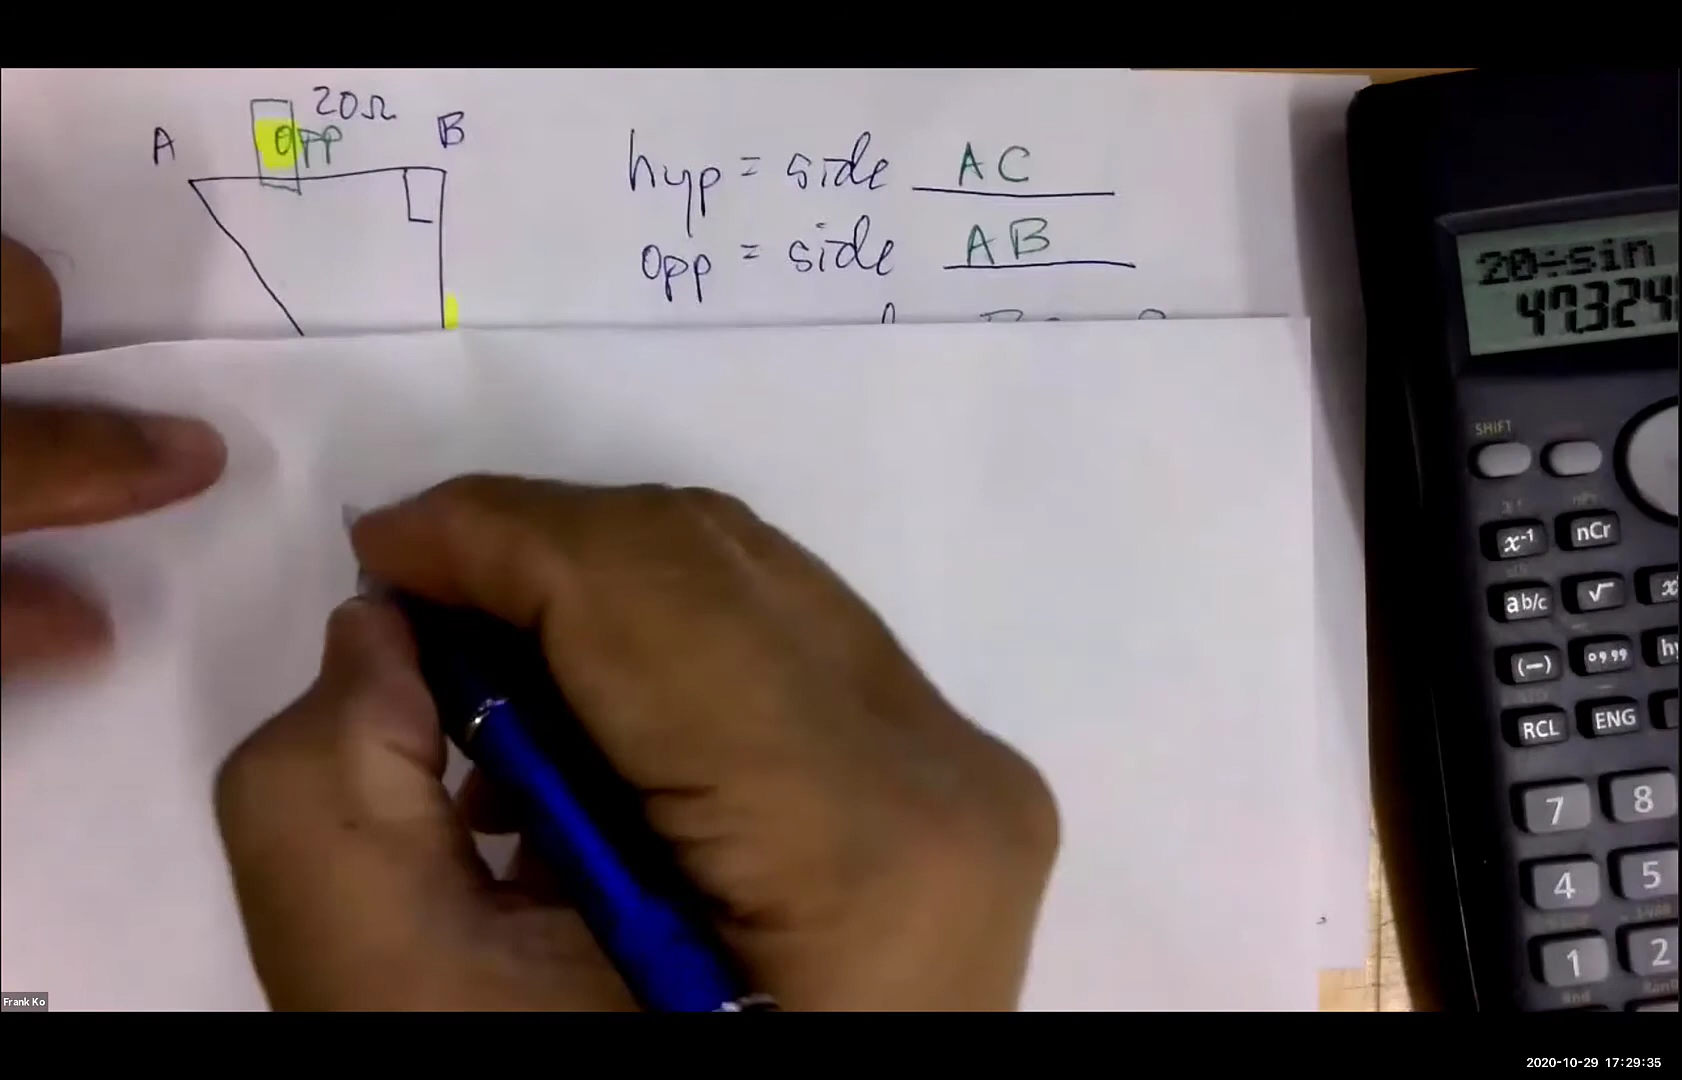 20Ω
A
opp
B
hyp = side AC
opp = side AB
20÷sin
47.324
SHIFT
x⁻¹
nCr
ab/c
√
(−)
RCL
ENG
7
8
4
5
1
2
Rnd
Frank Ko
2020-10-29 17:29:35